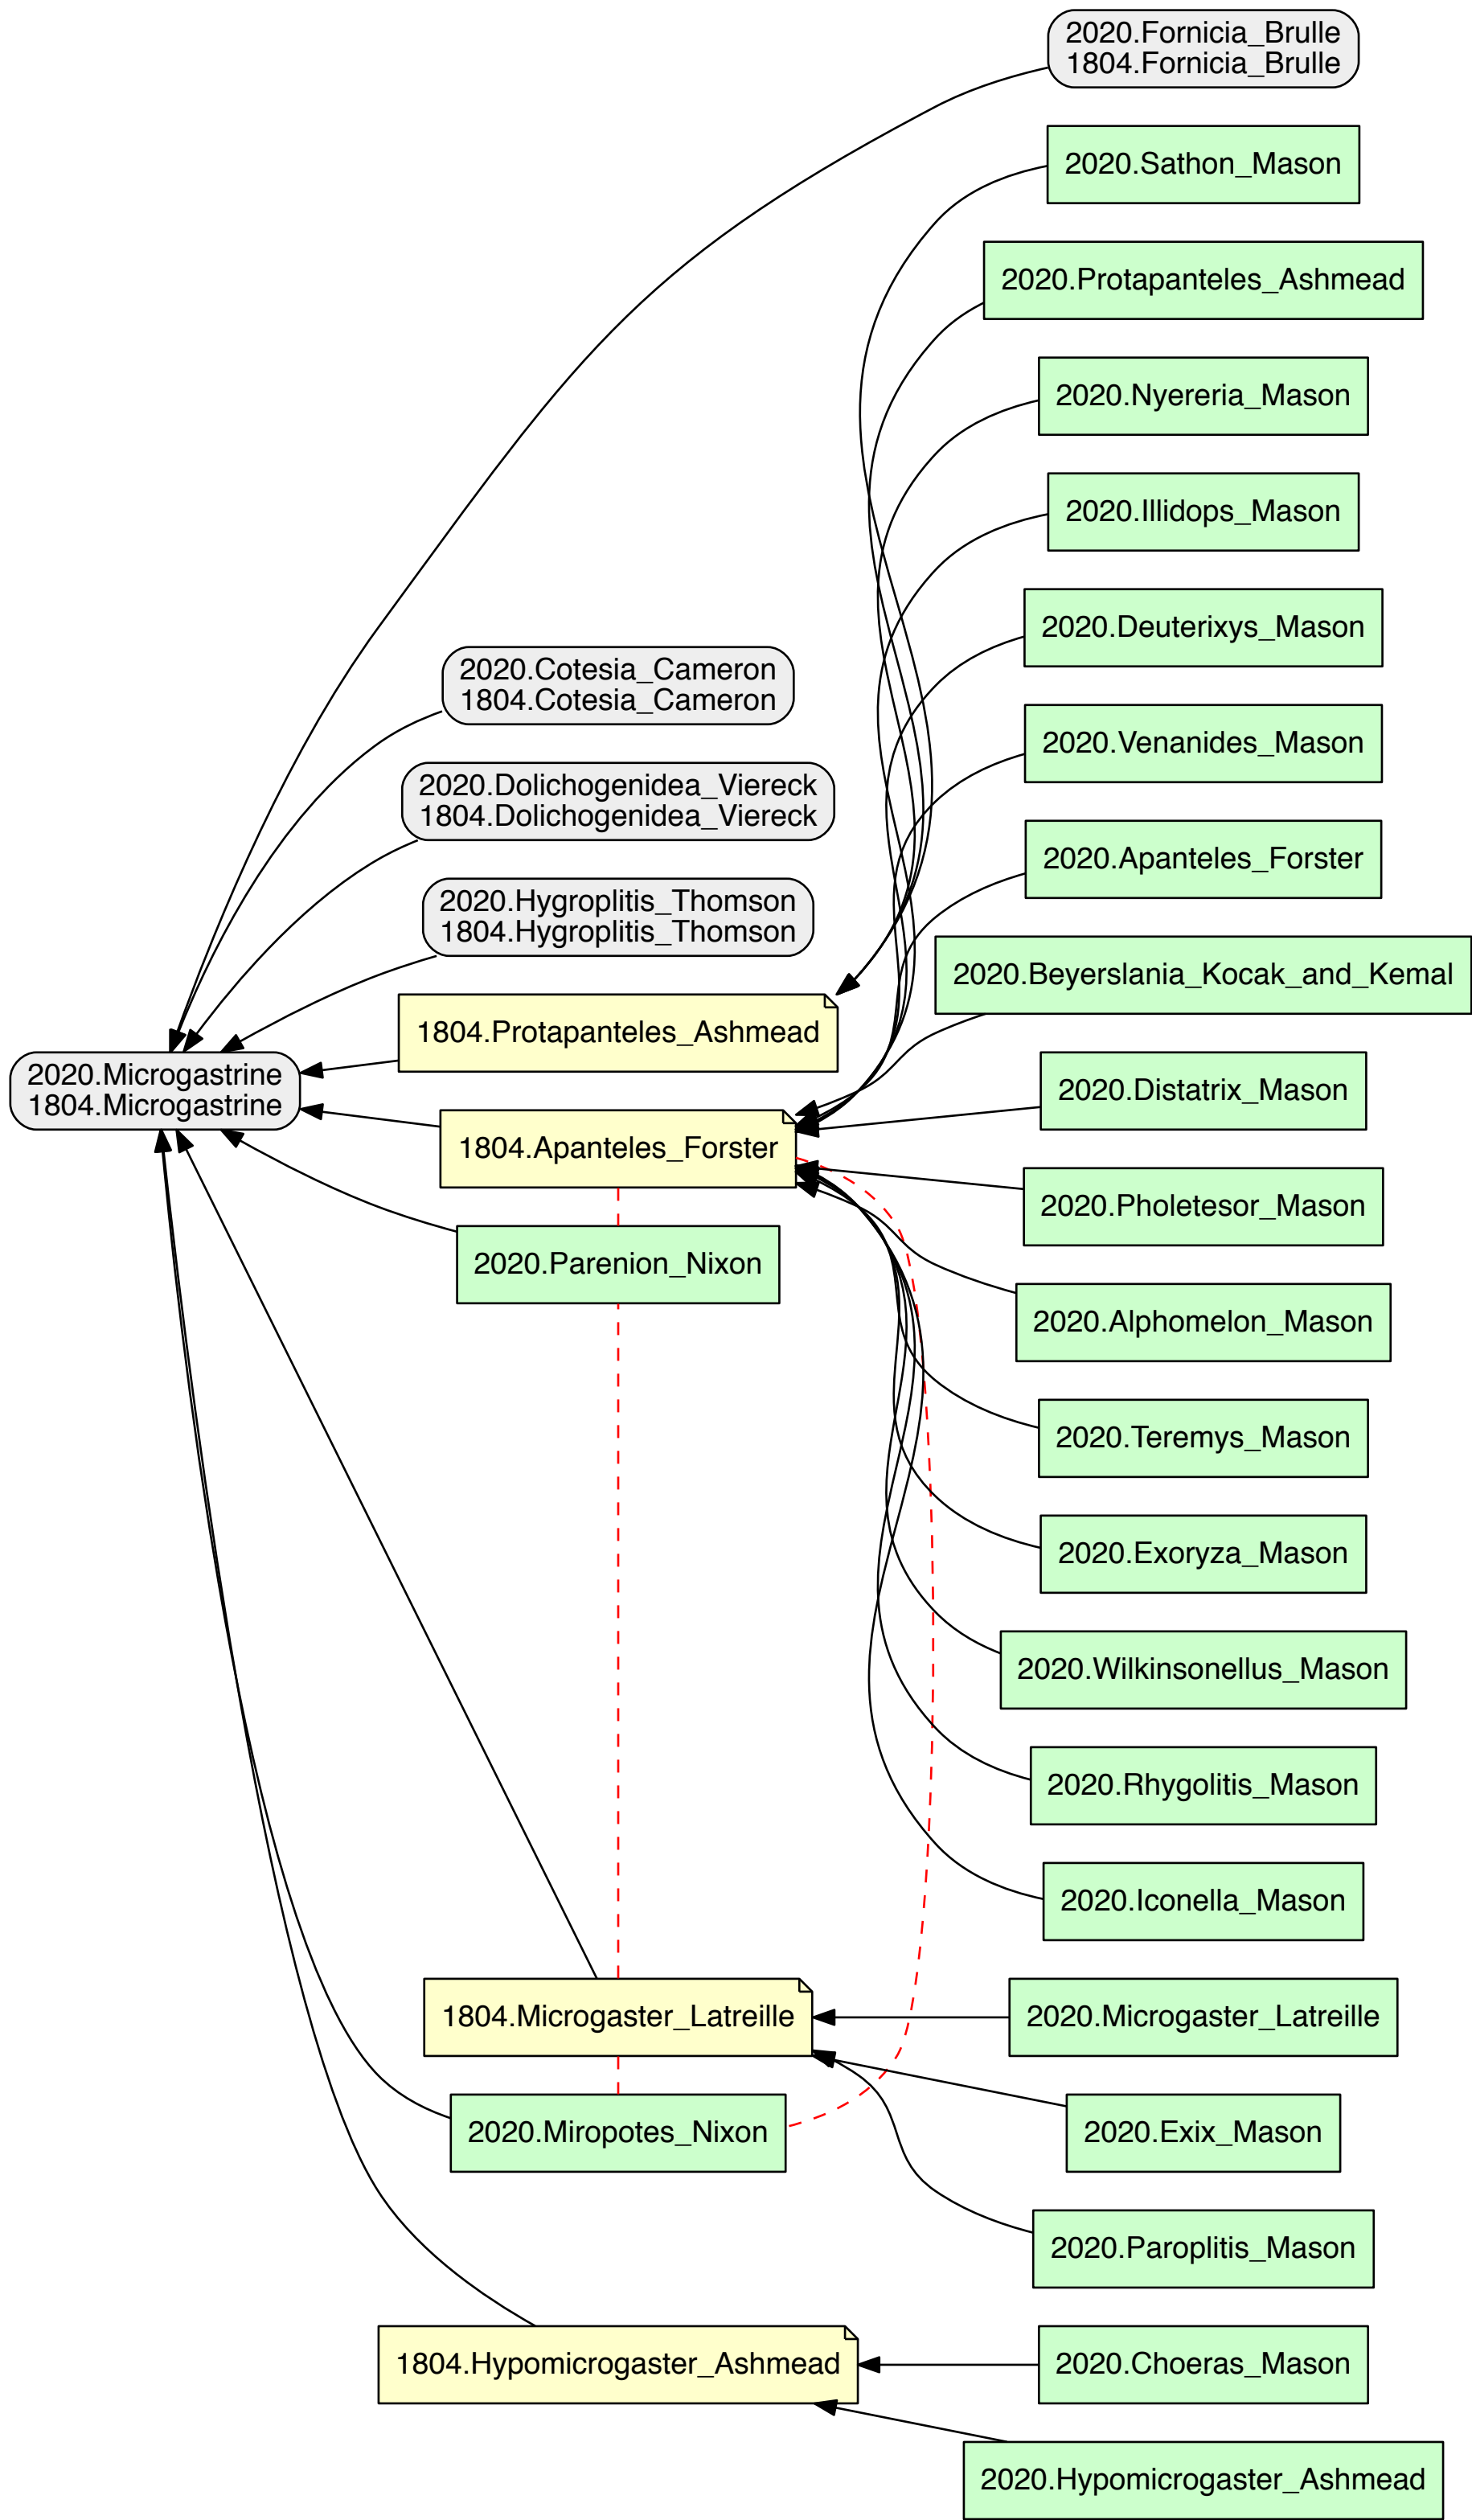 2020.Fornicia_Brulle
1804.Fornicia_Brulle
2020.Sathon_Mason
2020.Protapanteles_Ashmead
2020.Nyereria_Mason
2020.Illidops_Mason
2020.Deuterixys_Mason
2020.Cotesia_Cameron
1804.Cotesia_Cameron
2020.Venanides_Mason
2020.Dolichogenidea_Viereck
1804.Dolichogenidea_Viereck
2020.Apanteles_Forster
2020.Hygroplitis_Thomson
1804.Hygroplitis_Thomson
2020.Beyerslania_Kocak_and_Kemal
1804.Protapanteles_Ashmead
2020.Microgastrine
1804.Microgastrine
2020.Distatrix_Mason
1804.Apanteles_Forster
2020.Pholetesor_Mason
2020.Parenion_Nixon
2020.Alphomelon_Mason
2020.Teremys_Mason
2020.Exoryza_Mason
2020.Wilkinsonellus_Mason
2020.Rhygolitis_Mason
2020.Iconella_Mason
1804.Microgaster_Latreille
2020.Microgaster_Latreille
2020.Miropotes_Nixon
2020.Exix_Mason
2020.Paroplitis_Mason
1804.Hypomicrogaster_Ashmead
2020.Choeras_Mason
2020.Hypomicrogaster_Ashmead